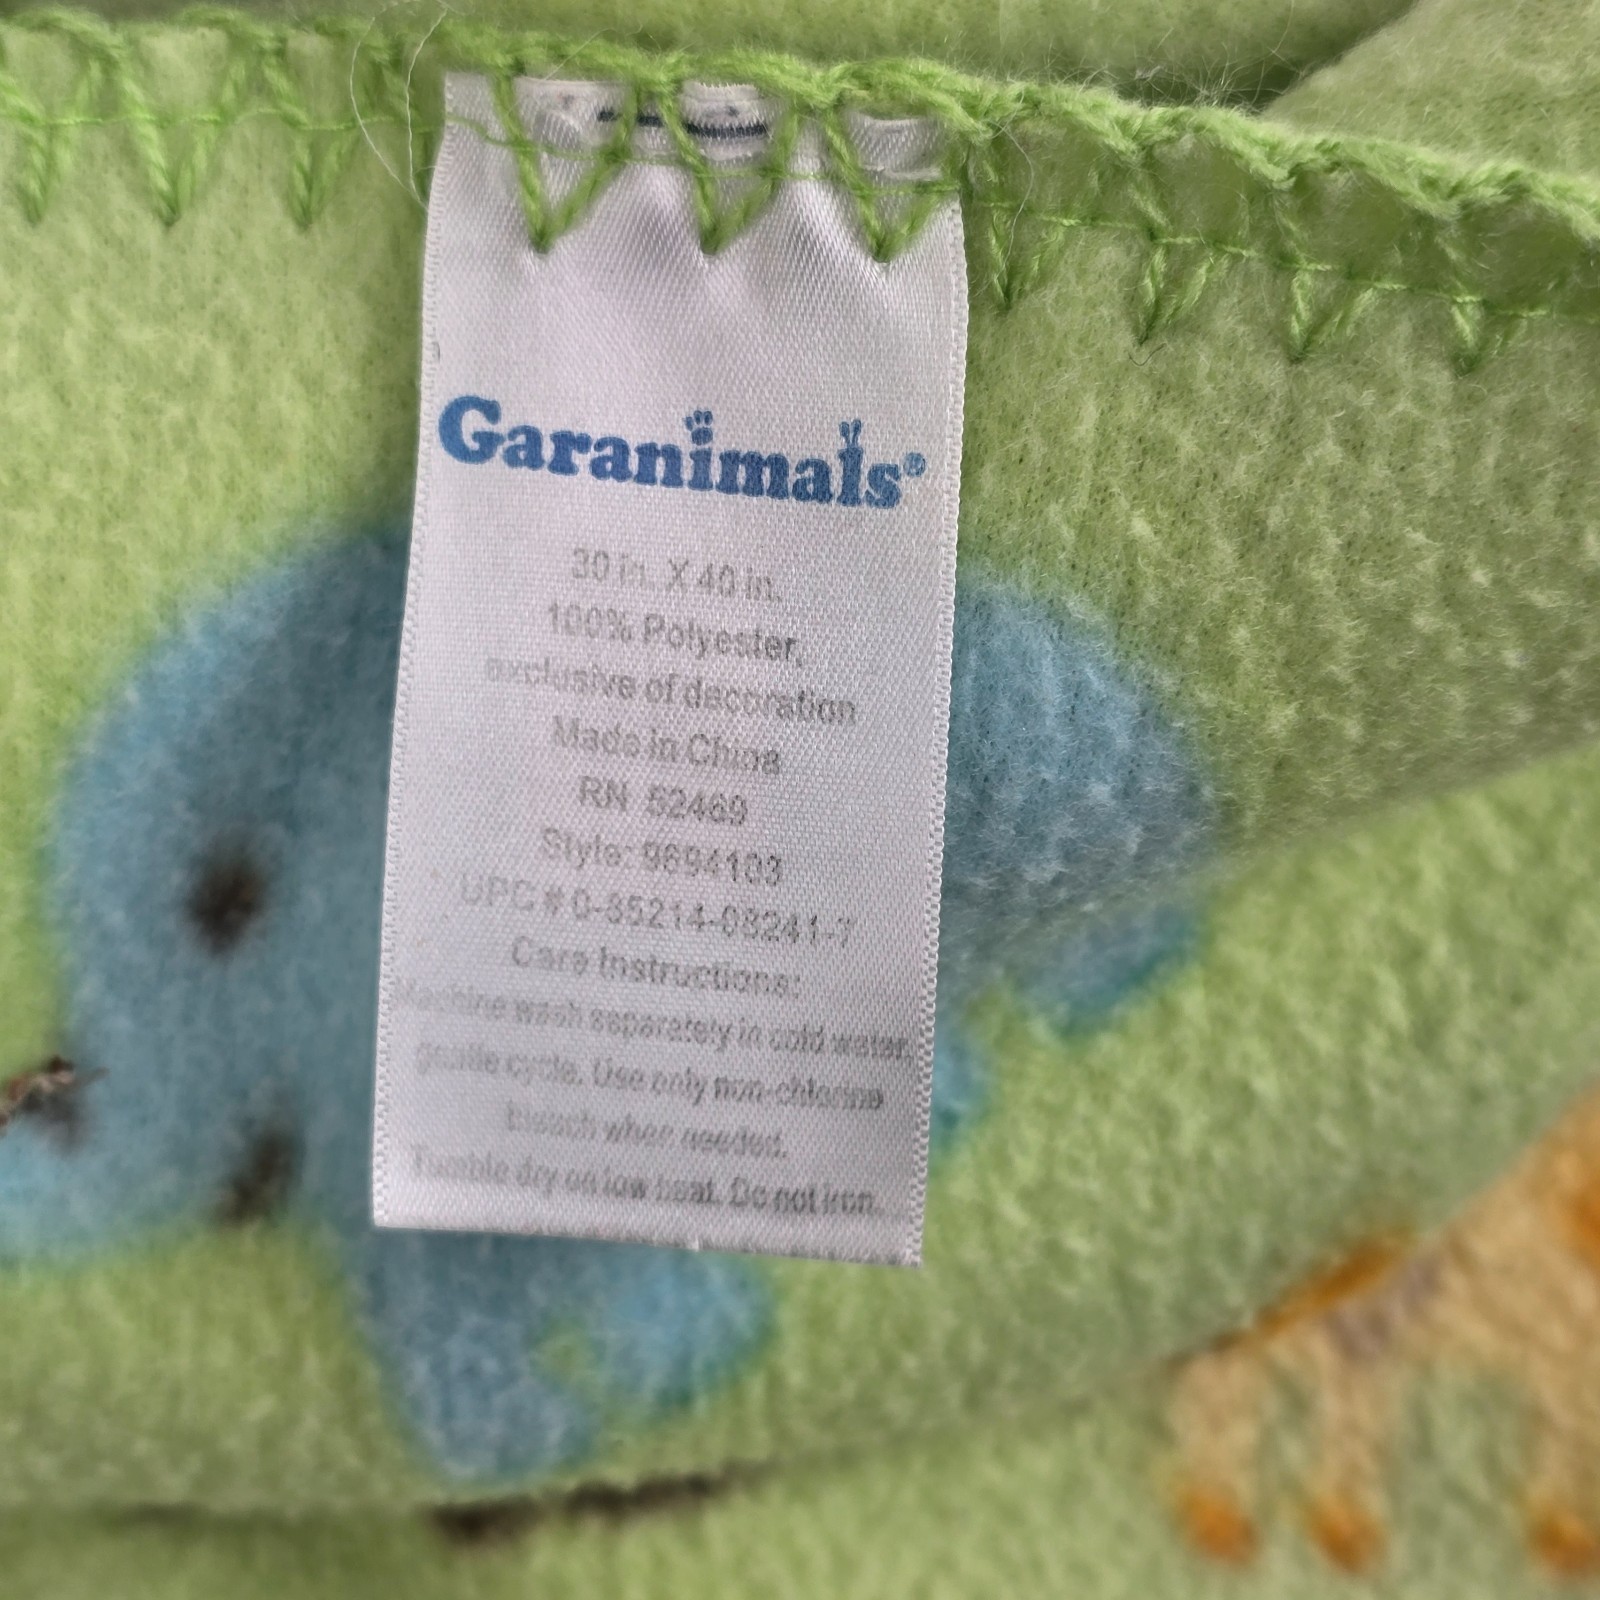 Garanimals®
30 in. X 40 in.
100% Polyester,
exclusive of decoration
Made in China
RN 52469
Style: 9694103
UPC # 0-85214-08241-7
Care Instructions:
Machine wash separately in cold water,
gentle cycle. Use only non-chlorine
bleach when needed.
Tumble dry on low heat. Do not iron.